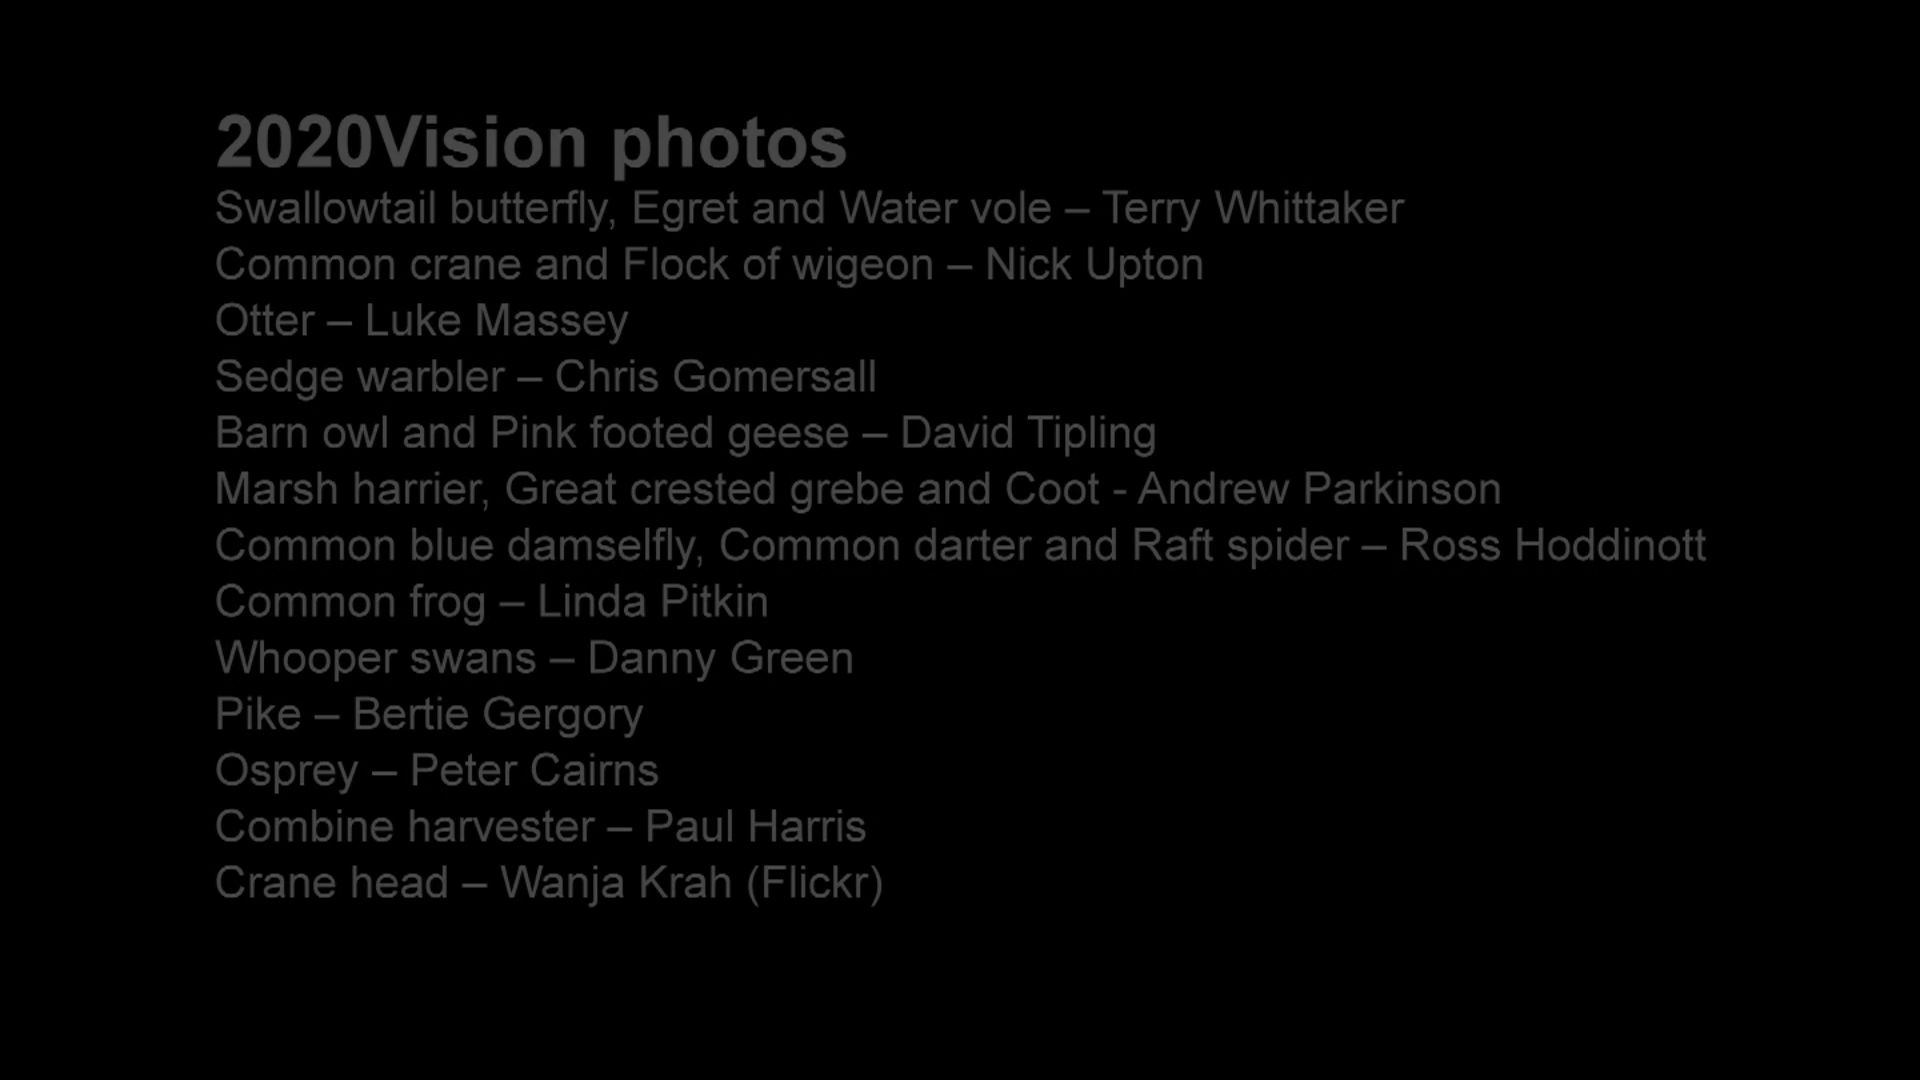 2020Vision photos
Swallowtail butterfly, Egret and Water vole – Terry Whittaker
Common crane and Flock of wigeon – Nick Upton
Otter – Luke Massey
Sedge warbler – Chris Gomersall
Barn owl and Pink footed geese – David Tipling
Marsh harrier, Great crested grebe and Coot - Andrew Parkinson
Common blue damselfly, Common darter and Raft spider – Ross Hoddinott
Common frog – Linda Pitkin
Whooper swans – Danny Green
Pike – Bertie Gergory
Osprey – Peter Cairns
Combine harvester – Paul Harris
Crane head – Wanja Krah (Flickr)